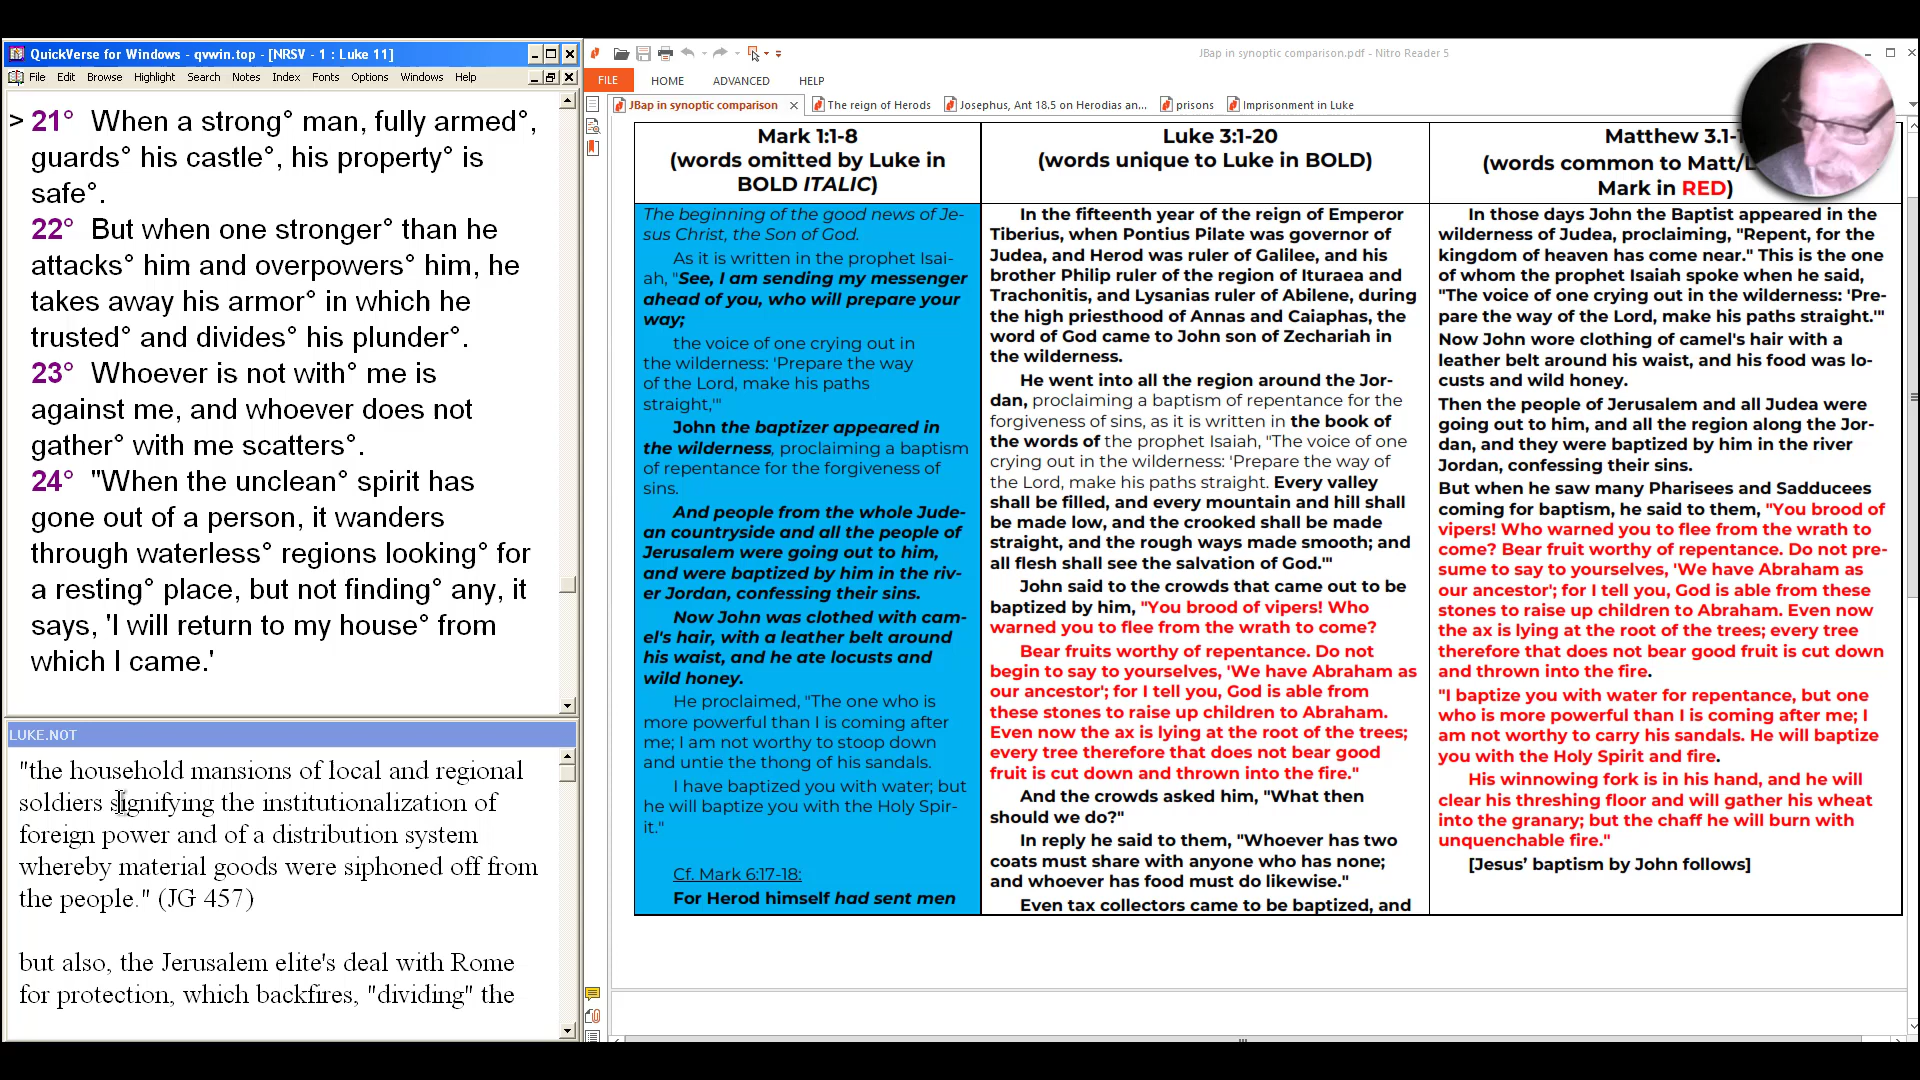 QuickVerse for Windows - qvwin.top - [NRSV - 1 : Luke 11]
File Edit Browse Highlight Search Notes Index Fonts Options Windows Help
> 21° When a strong° man, fully armed°,
guards° his castle°, his property° is
safe°.
22° But when one stronger° than he
attacks° him and overpowers° him, he
takes away his armor° in which he
trusted° and divides° his plunder°.
23° Whoever is not with° me is
against me, and whoever does not
gather° with me scatters°.
24° "When the unclean° spirit has
gone out of a person, it wanders
through waterless° regions looking° for
a resting° place, but not finding° any, it
says, 'I will return to my house° from
which I came.'
LUKE.NOT
"the household mansions of local and regional
soldiers signifying the institutionalization of
foreign power and of a distribution system
whereby material goods were siphoned off from
the people." (JG 457)
but also, the Jerusalem elite's deal with Rome
for protection, which backfires, "dividing" the
JBap in synoptic comparison.pdf - Nitro Reader 5
FILE HOME ADVANCED HELP
JBap in synoptic comparison The reign of Herods Josephus, Ant 18.5 on Herodias an... prisons Imprisonment in Luke
Mark 1:1-8
(words omitted by Luke in
BOLD ITALIC)
The beginning of the good news of Je-
sus Christ, the Son of God.
As it is written in the prophet Isai-
ah, "See, I am sending my messenger
ahead of you, who will prepare your
way;
the voice of one crying out in
the wilderness: 'Prepare the way
of the Lord, make his paths
straight,'"
John the baptizer appeared in
the wilderness, proclaiming a baptism
of repentance for the forgiveness of
sins.
And people from the whole Jude-
an countryside and all the people of
Jerusalem were going out to him,
and were baptized by him in the riv-
er Jordan, confessing their sins.
Now John was clothed with cam-
el's hair, with a leather belt around
his waist, and he ate locusts and
wild honey.
He proclaimed, "The one who is
more powerful than I is coming after
me; I am not worthy to stoop down
and untie the thong of his sandals.
I have baptized you with water; but
he will baptize you with the Holy Spir-
it."
Cf. Mark 6:17-18:
For Herod himself had sent men
Luke 3:1-20
(words unique to Luke in BOLD)
In the fifteenth year of the reign of Emperor
Tiberius, when Pontius Pilate was governor of
Judea, and Herod was ruler of Galilee, and his
brother Philip ruler of the region of Ituraea and
Trachonitis, and Lysanias ruler of Abilene, during
the high priesthood of Annas and Caiaphas, the
word of God came to John son of Zechariah in
the wilderness.
He went into all the region around the Jor-
dan, proclaiming a baptism of repentance for the
forgiveness of sins, as it is written in the book of
the words of the prophet Isaiah, "The voice of one
crying out in the wilderness: 'Prepare the way of
the Lord, make his paths straight. Every valley
shall be filled, and every mountain and hill shall
be made low, and the crooked shall be made
straight, and the rough ways made smooth; and
all flesh shall see the salvation of God.'"
John said to the crowds that came out to be
baptized by him, "You brood of vipers! Who
warned you to flee from the wrath to come?
Bear fruits worthy of repentance. Do not
begin to say to yourselves, 'We have Abraham as
our ancestor'; for I tell you, God is able from
these stones to raise up children to Abraham.
Even now the ax is lying at the root of the trees;
every tree therefore that does not bear good
fruit is cut down and thrown into the fire."
And the crowds asked him, "What then
should we do?"
In reply he said to them, "Whoever has two
coats must share with anyone who has none;
and whoever has food must do likewise."
Even tax collectors came to be baptized, and
Matthew 3.1-1
(words common to Matt/L
Mark in RED)
In those days John the Baptist appeared in the
wilderness of Judea, proclaiming, "Repent, for the
kingdom of heaven has come near." This is the one
of whom the prophet Isaiah spoke when he said,
"The voice of one crying out in the wilderness: 'Pre-
pare the way of the Lord, make his paths straight.'"
Now John wore clothing of camel's hair with a
leather belt around his waist, and his food was lo-
custs and wild honey.
Then the people of Jerusalem and all Judea were
going out to him, and all the region along the Jor-
dan, and they were baptized by him in the river
Jordan, confessing their sins.
But when he saw many Pharisees and Sadducees
coming for baptism, he said to them, "You brood of
vipers! Who warned you to flee from the wrath to
come? Bear fruit worthy of repentance. Do not pre-
sume to say to yourselves, 'We have Abraham as
our ancestor'; for I tell you, God is able from these
stones to raise up children to Abraham. Even now
the ax is lying at the root of the trees; every tree
therefore that does not bear good fruit is cut down
and thrown into the fire.
"I baptize you with water for repentance, but one
who is more powerful than I is coming after me; I
am not worthy to carry his sandals. He will baptize
you with the Holy Spirit and fire.
His winnowing fork is in his hand, and he will
clear his threshing floor and will gather his wheat
into the granary; but the chaff he will burn with
unquenchable fire."
[Jesus’ baptism by John follows]